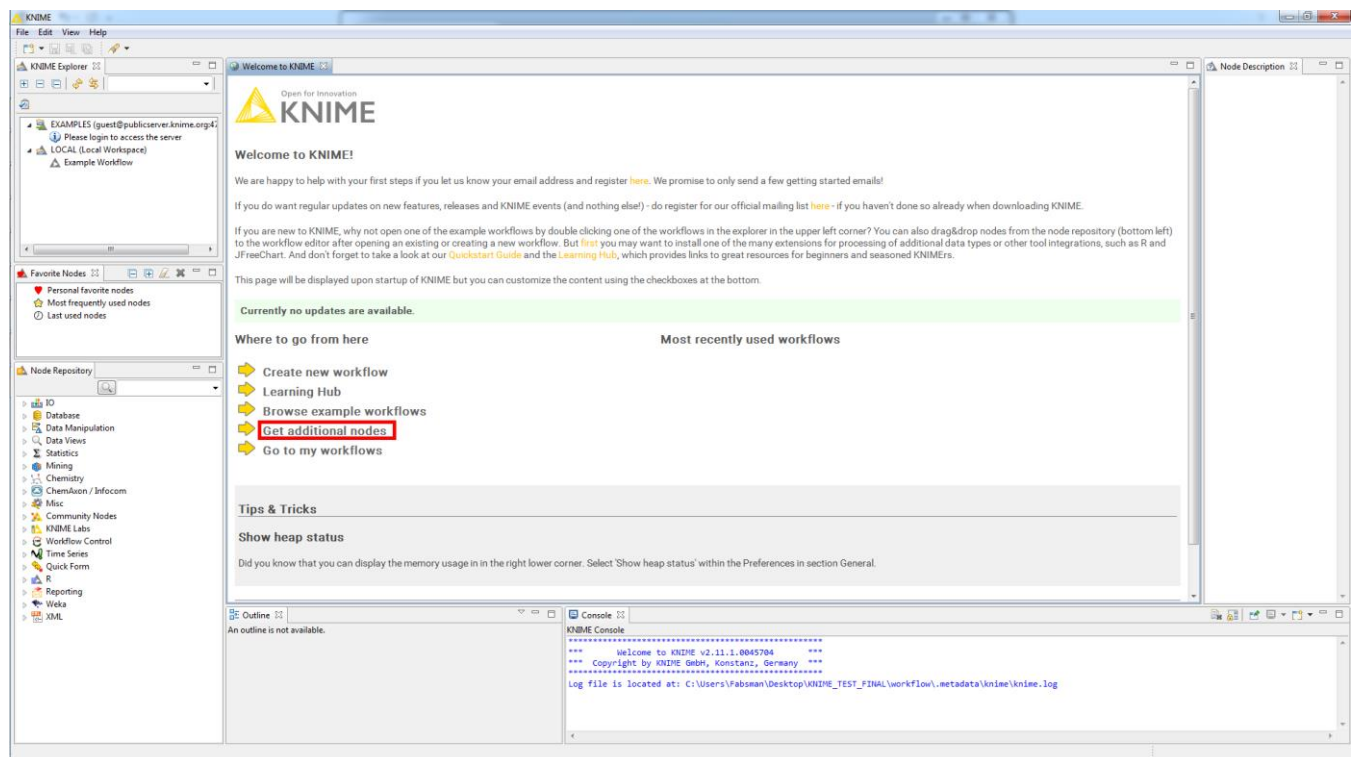 KNIME
File Edit View Help
KNIME Explorer
EXAMPLES (guest@publicserver.knime.org:47
Please login to access the server
LOCAL (Local Workspace)
Example Workflow
Favorite Nodes
Personal favorite nodes
Most frequently used nodes
Last used nodes
Node Repository
IO
Database
Data Manipulation
Data Views
Statistics
Mining
Chemistry
ChemAxon / Infocom
Misc
Community Nodes
KNIME Labs
Workflow Control
Time Series
Quick Form
R
Reporting
Weka
XML
Welcome to KNIME
Open for Innovation
KNIME
Welcome to KNIME!
We are happy to help with your first steps if you let us know your email address and register here. We promise to only send a few getting started emails!
If you do want regular updates on new features, releases and KNIME events (and nothing else!) - do register for our official mailing list here - if you haven't done so already when downloading KNIME.
If you are new to KNIME, why not open one of the example workflows by double clicking one of the workflows in the explorer in the upper left corner? You can also drag&drop nodes from the node repository (bottom left)
to the workflow editor after opening an existing or creating a new workflow. But first you may want to install one of the many extensions for processing of additional data types or other tool integrations, such as R and
JFreeChart. And don't forget to take a look at our Quickstart Guide and the Learning Hub, which provides links to great resources for beginners and seasoned KNIMErs.
This page will be displayed upon startup of KNIME but you can customize the content using the checkboxes at the bottom.
Currently no updates are available.
Where to go from here
Most recently used workflows
Create new workflow
Learning Hub
Browse example workflows
Get additional nodes
Go to my workflows
Tips & Tricks
Show heap status
Did you know that you can display the memory usage in in the right lower corner. Select 'Show heap status' within the Preferences in section General.
Node Description
Outline
An outline is not available.
Console
KNIME Console
*****************************************************
*** Welcome to KNIME v2.11.1.0045704 ***
*** Copyright by KNIME GmbH, Konstanz, Germany ***
*****************************************************
Log file is located at: C:\Users\Fabsman\Desktop\KNIME_TEST_FINAL\workflow\.metadata\knime\knime.log